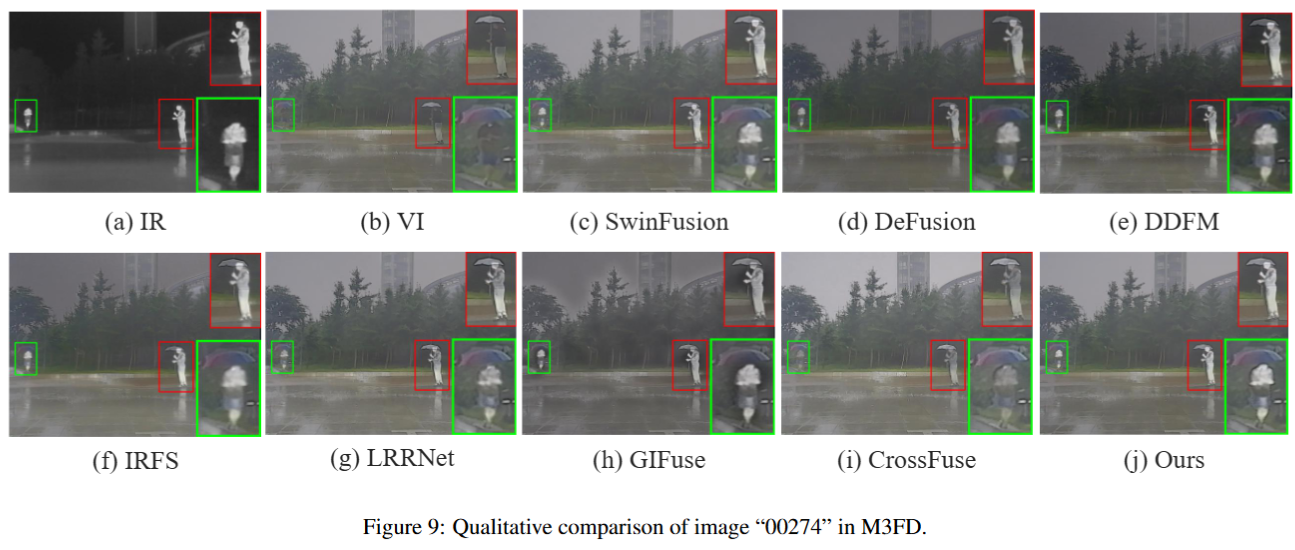 (a) IR (b) VI (c) SwinFusion (d) DeFusion (e) DDFM
(f) IRFS (g) LRRNet (h) GIFuse (i) CrossFuse (j) Ours
Figure 9: Qualitative comparison of image “00274” in M3FD.